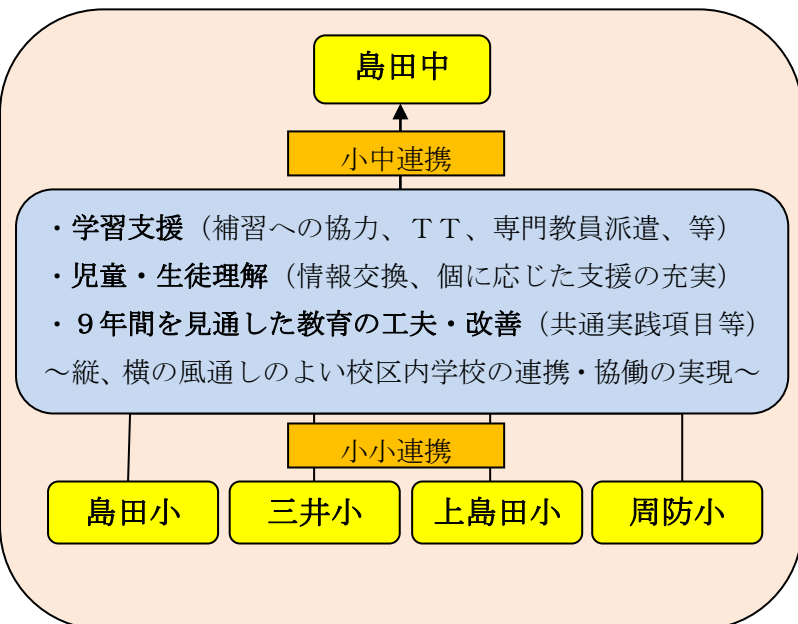 島田中
小中連携
・学習支援（補習への協力、ＴＴ、専門教員派遣、等）
・児童・生徒理解（情報交換、個に応じた支援の充実）
・９年間を見通した教育の工夫・改善（共通実践項目等）
～縦、横の風通しのよい校区内学校の連携・協働の実現～
小小連携
島田小
三井小
上島田小
周防小